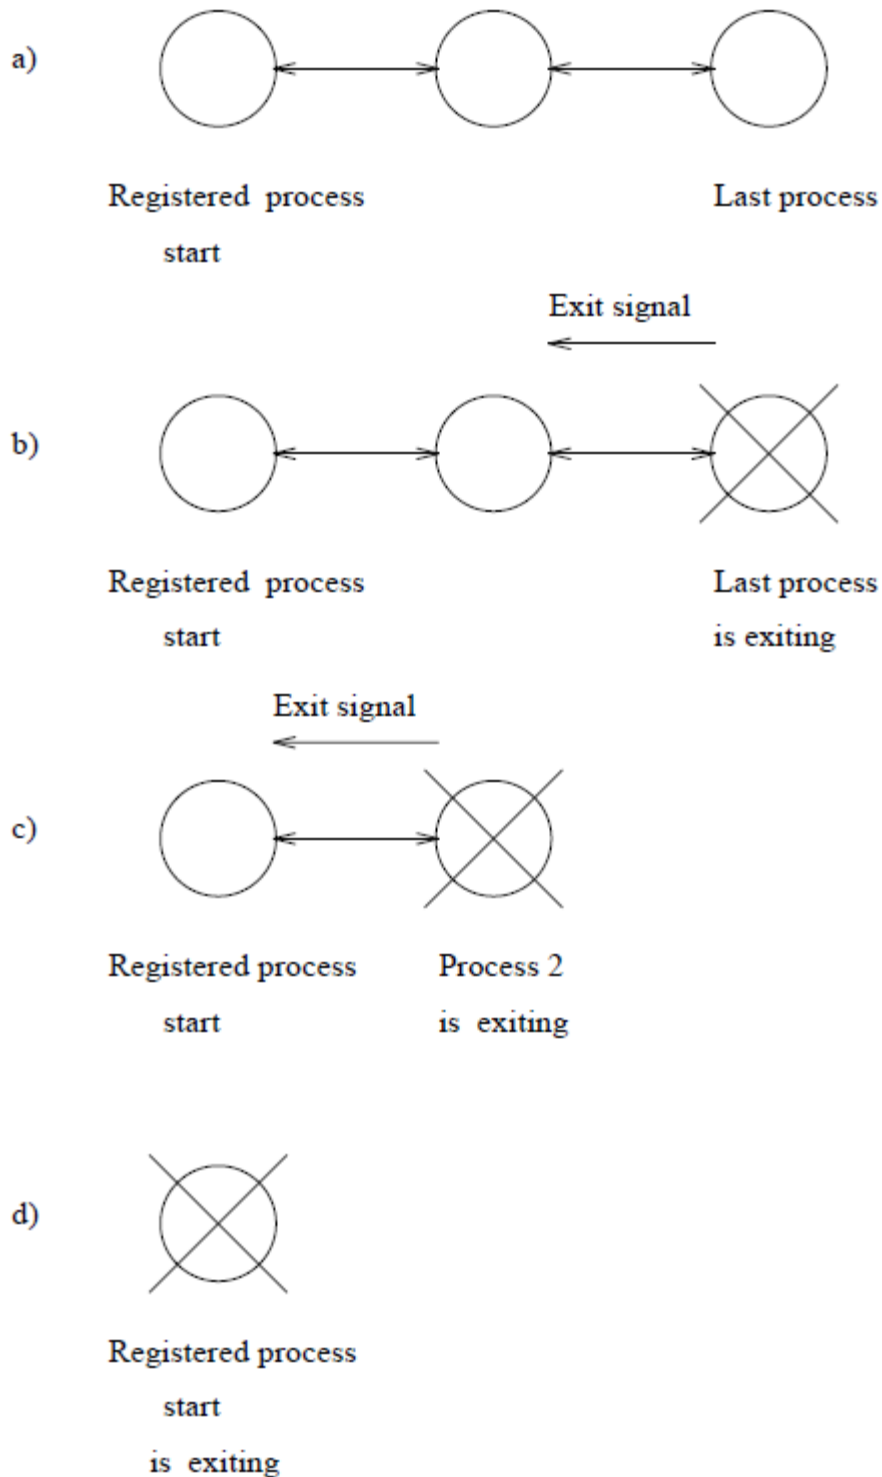 a)
Registered process
start
Last process
Exit signal
b)
Registered process
start
Last process
is exiting
Exit signal
c)
Registered process
start
Process 2
is exiting
d)
Registered process
start
is exiting